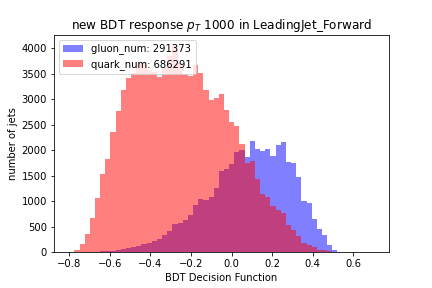 new BDT response p_T 1000 in LeadingJet_Forward
gluon_num: 291373
quark_num: 686291
number of jets
4000
3500
3000
2500
2000
1500
1000
500
0
−0.8 −0.6 −0.4 −0.2 0.0 0.2 0.4 0.6
BDT Decision Function